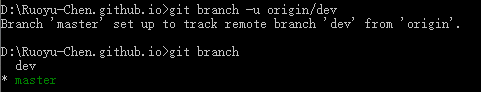 D:\Ruoyu-Chen.github.io>git branch -u origin/dev
Branch 'master' set up to track remote branch 'dev' from 'origin'.
D:\Ruoyu-Chen.github.io>git branch
dev
* master